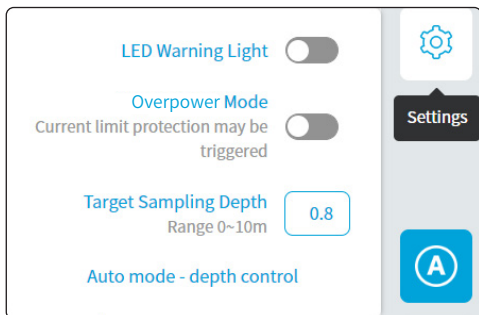 LED Warning Light
Overpower Mode
Current limit protection may be
triggered
Target Sampling Depth
Range 0~10m
0.8
Auto mode - depth control
Settings
A